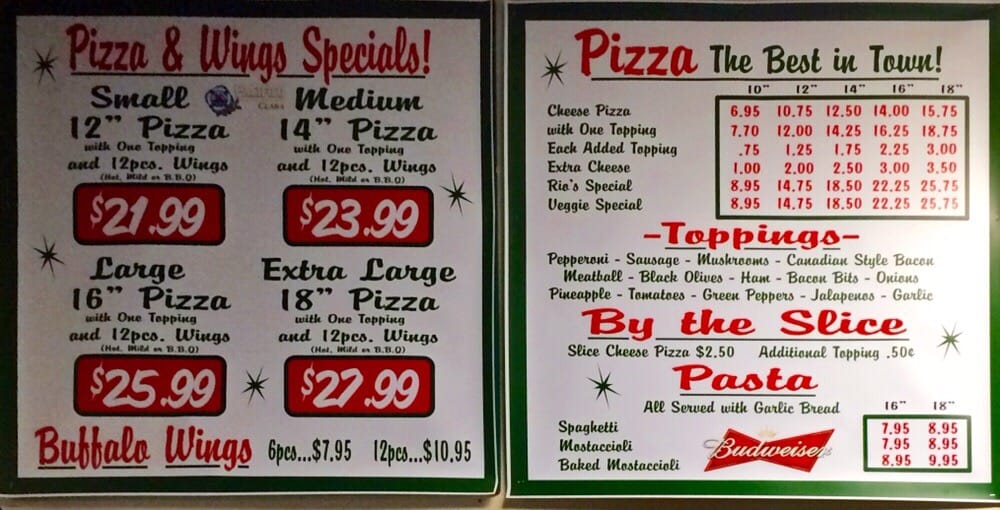 Pizza & Wings Specials!
Small
12" Pizza
with One Topping
and 12pcs. Wings
(Hot, Mild or B.B.Q)
$21.99
Medium
14" Pizza
with One Topping
and 12pcs. Wings
(Hot, Mild or B.B.Q)
$23.99
Large
16" Pizza
with One Topping
and 12pcs. Wings
(Hot, Mild or B.B.Q)
$25.99
Extra Large
18" Pizza
with One Topping
and 12pcs. Wings
(Hot, Mild or B.B.Q)
$27.99
Buffalo Wings 6pcs...$7.95 12pcs...$10.95
Pizza The Best in Town!
10" 12" 14" 16" 18"
Cheese Pizza 6.95 10.75 12.50 14.00 15.75
with One Topping 7.70 12.00 14.25 16.25 18.75
Each Added Topping .75 1.25 1.75 2.25 3.00
Extra Cheese 1.00 2.00 2.50 3.00 3.50
Ric's Special 8.95 14.75 18.50 22.25 25.75
Veggie Special 8.95 14.75 18.50 22.25 25.75
-Toppings-
Pepperoni - Sausage - Mushrooms - Canadian Style Bacon
Meatball - Black Olives - Ham - Bacon Bits - Onions
Pineapple - Tomatoes - Green Peppers - Jalapenos - Garlic
By the Slice
Slice Cheese Pizza $2.50 Additional Topping .50¢
Pasta
All Served with Garlic Bread
16" 18"
Spaghetti 7.95 8.95
Mostaccioli 7.95 8.95
Baked Mostaccioli 8.95 9.95
Budweiser